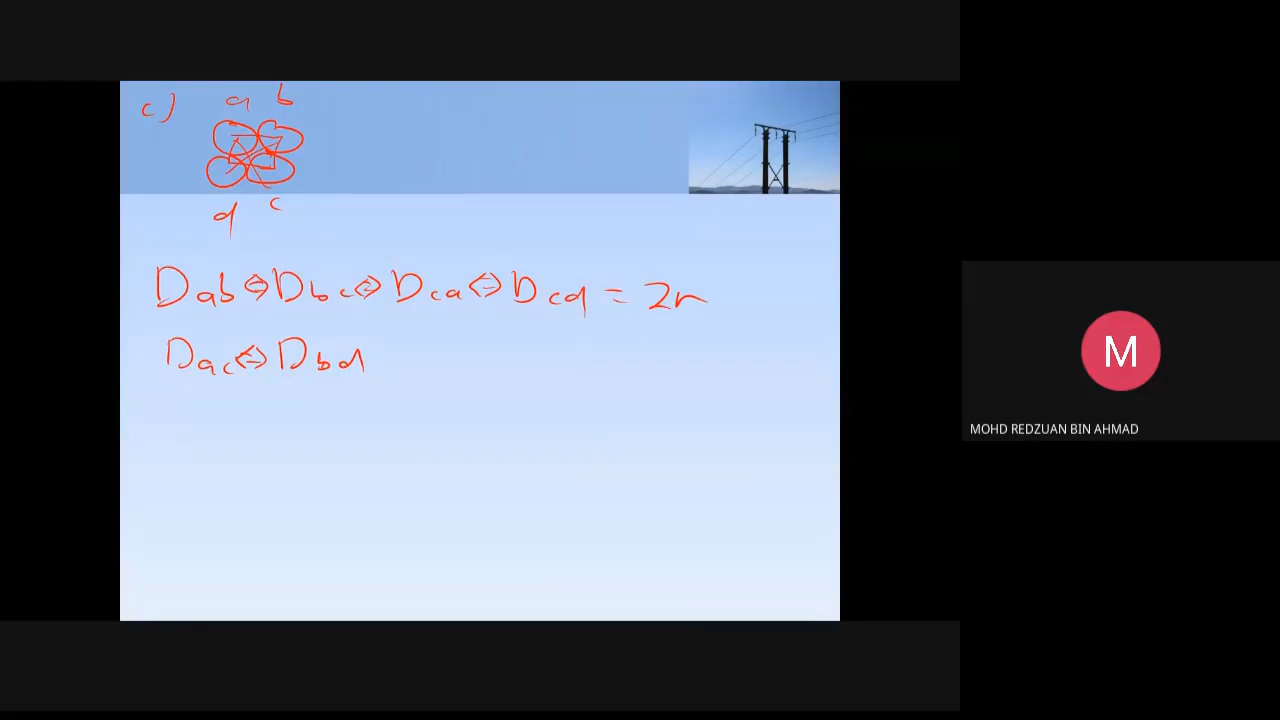 c) a b
d c
Dab ⇔ Dbc ⇔ Dca ⇔ Dcd = 2r
Dac ⇔ Dbd
M
MOHD REDZUAN BIN AHMAD